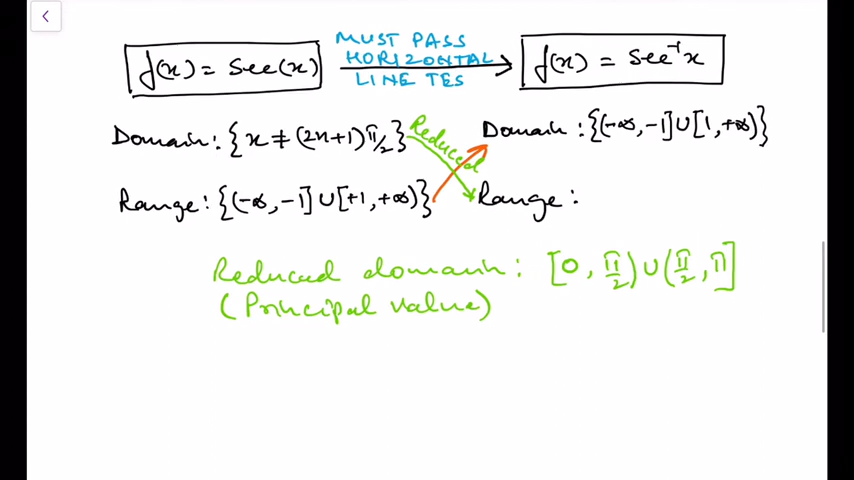 f(x) = Sec(x) MUST PASS HORIZONTAL LINE TES f(x) = Sec⁻¹x
Domain: {x ≠ (2n+1)π/2} Reduced Domain: {(-∞, -1] ∪ [1, +∞)}
Range: {(-∞, -1] ∪ [+1, +∞)} Range:
Reduced domain: [0, π/2) ∪ (π/2, π]
(Principal value)